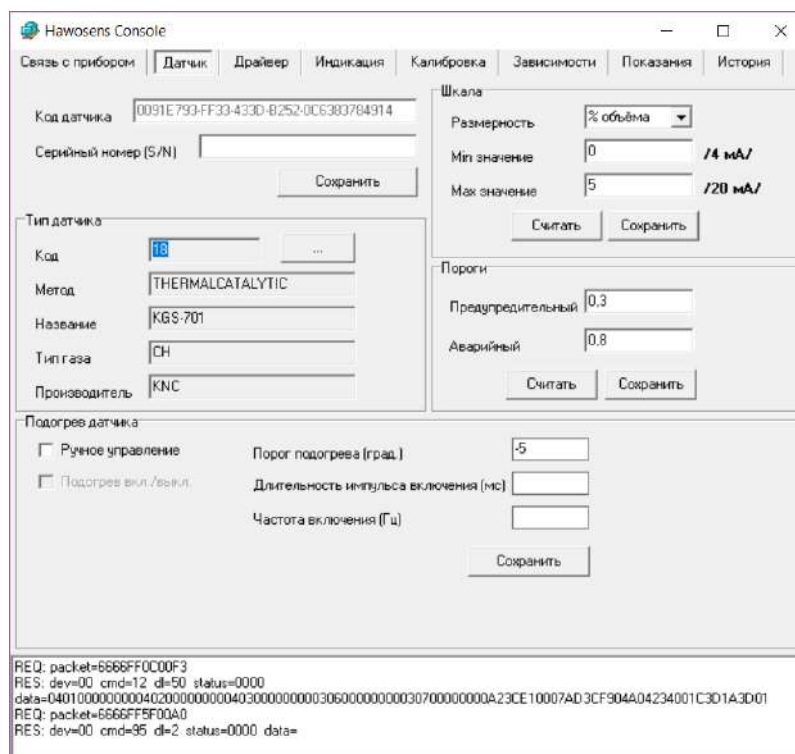 Hawosens Console
Связь с прибором Датчик Драйвер Индикация Калибровка Зависимости Показания История
Код датчика 0091E793-FF33-433D-B252-0C6383784914
Серийный номер (S/N)
Сохранить
Шкала
Размерность % объёма
Min значение 0 /4 мА/
Max значение 5 /20 мА/
Считать Сохранить
Тип датчика
Код 18 ...
Метод THERMALCATALYTIC
Название KGS-701
Тип газа CH
Производитель KNC
Пороги
Предупредительный 0,3
Аварийный 0,8
Считать Сохранить
Подогрев датчика
Ручное управление
Подогрев вкл./выкл.
Порог подогрева (град.) -5
Длительность импульса включения (мс)
Частота включения (Гц)
Сохранить
REQ: packet=6666FF0C00F3
RES: dev=00 cmd=12 dl=50 status=0000
data=040100000000040200000000040300000000030600000000030700000000A23CE10007AD3CF904A04234001C3D1A3D01
REQ: packet=6666FF5F00A0
RES: dev=00 cmd=95 dl=2 status=0000 data=